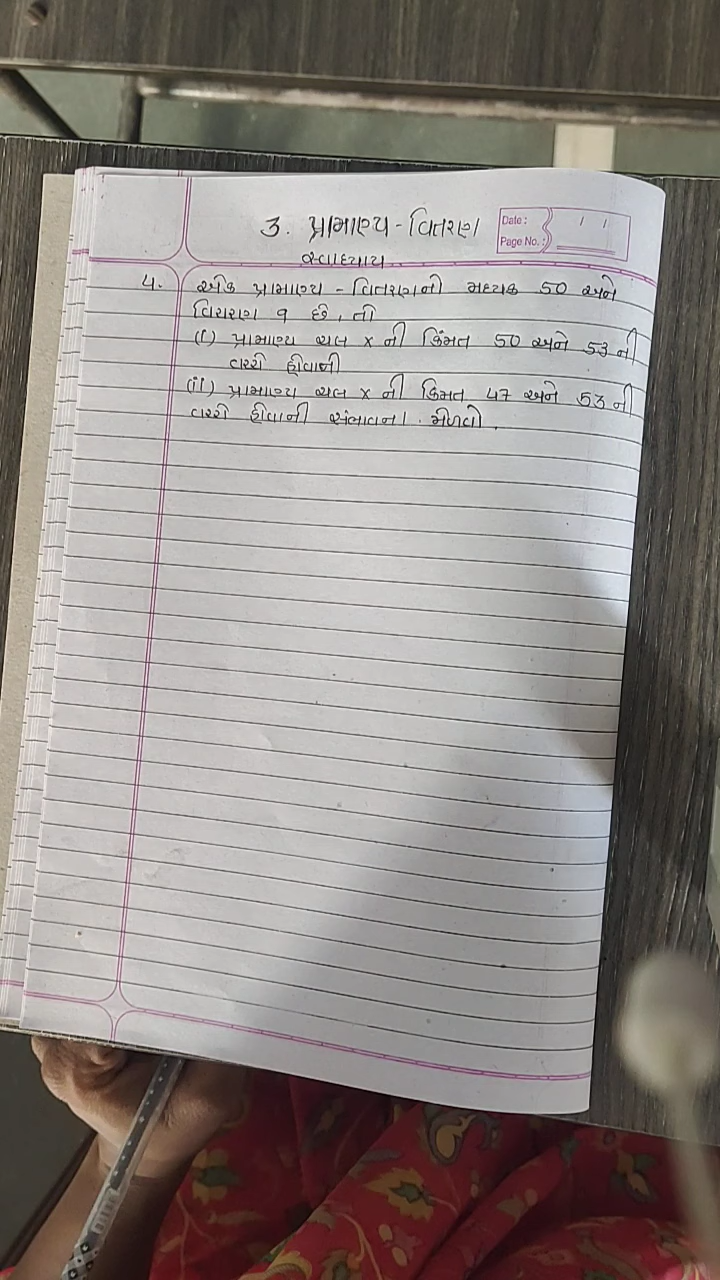 3. પ્રામાણ્ય - વિતરણ
Date : / /
Page No. :
સ્વાધ્યાય
૫. એક પ્રામાણ્ય - વિતરણનો મધ્યક 50 અને
વિચરણ 9 છે, તો
(i) પ્રામાણ્ય ચલ x ની કિંમત 50 અને 53 ની
વચ્ચે હોવાની
(ii) પ્રામાણ્ય ચલ x ની કિંમત 47 અને 53 ની
વચ્ચે હોવાની સંભાવના મેળવો.